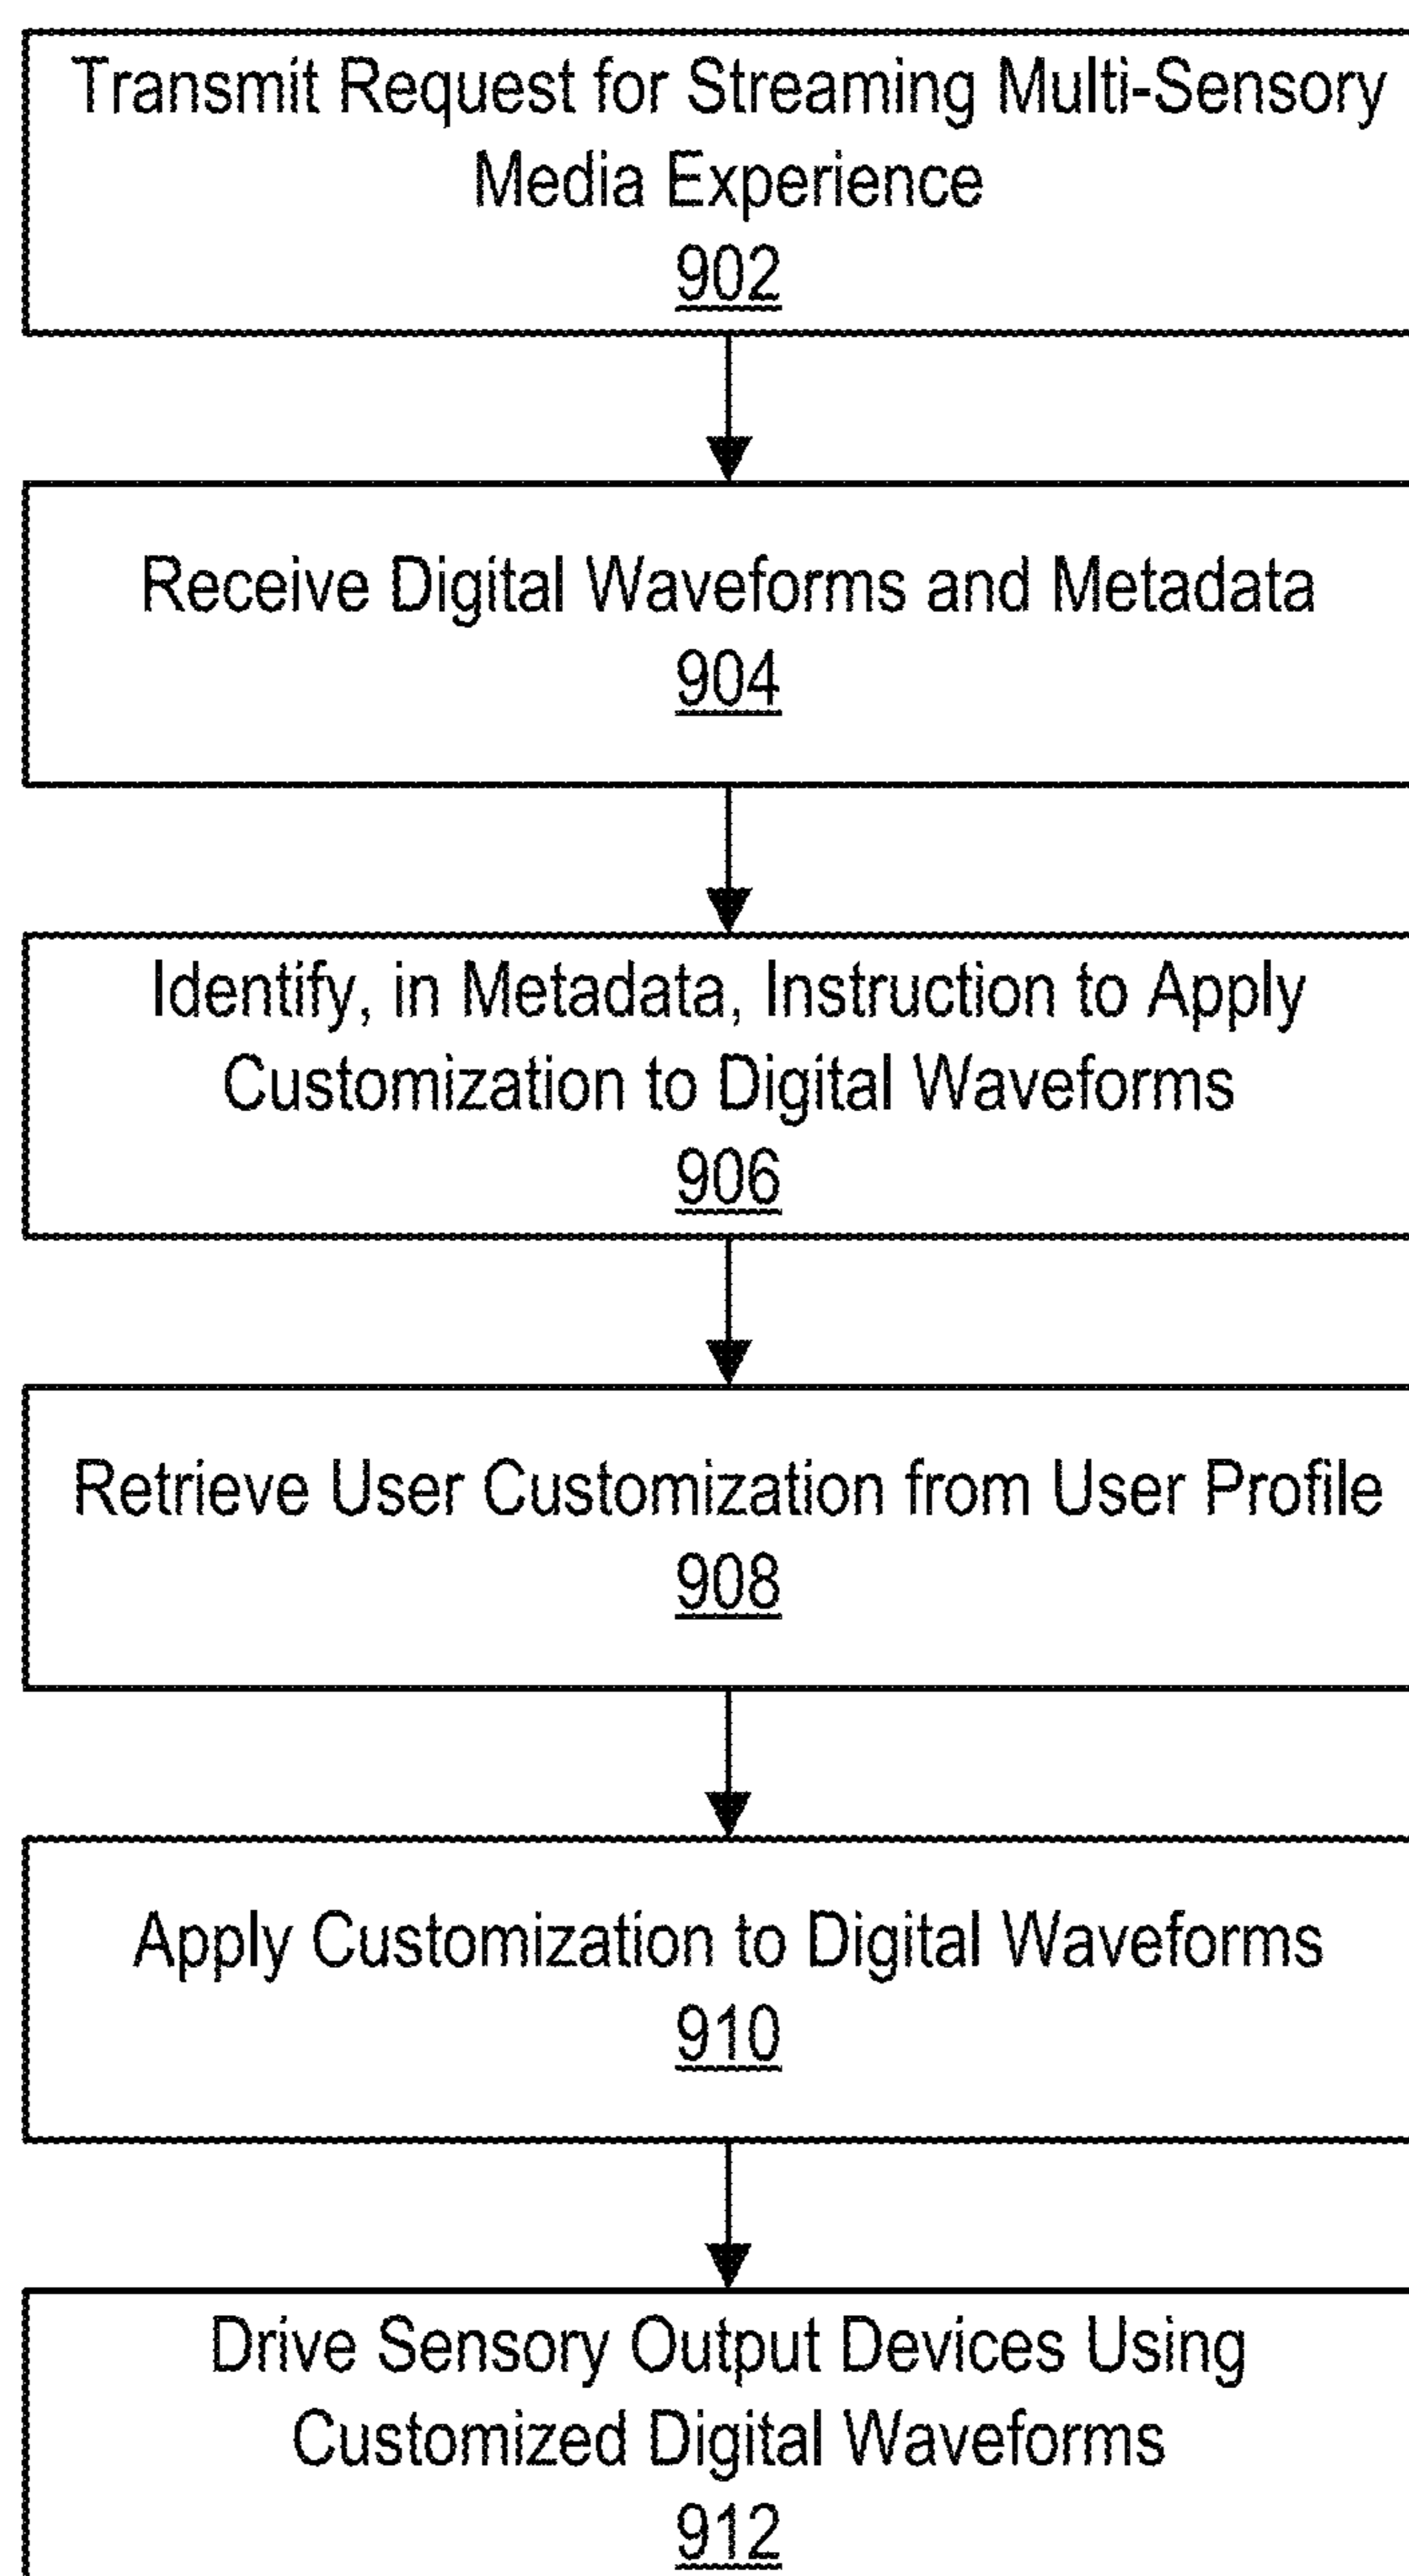 Transmit Request for Streaming Multi-Sensory
Media Experience
902
Receive Digital Waveforms and Metadata
904
Identify, in Metadata, Instruction to Apply
Customization to Digital Waveforms
906
Retrieve User Customization from User Profile
908
Apply Customization to Digital Waveforms
910
Drive Sensory Output Devices Using
Customized Digital Waveforms
912